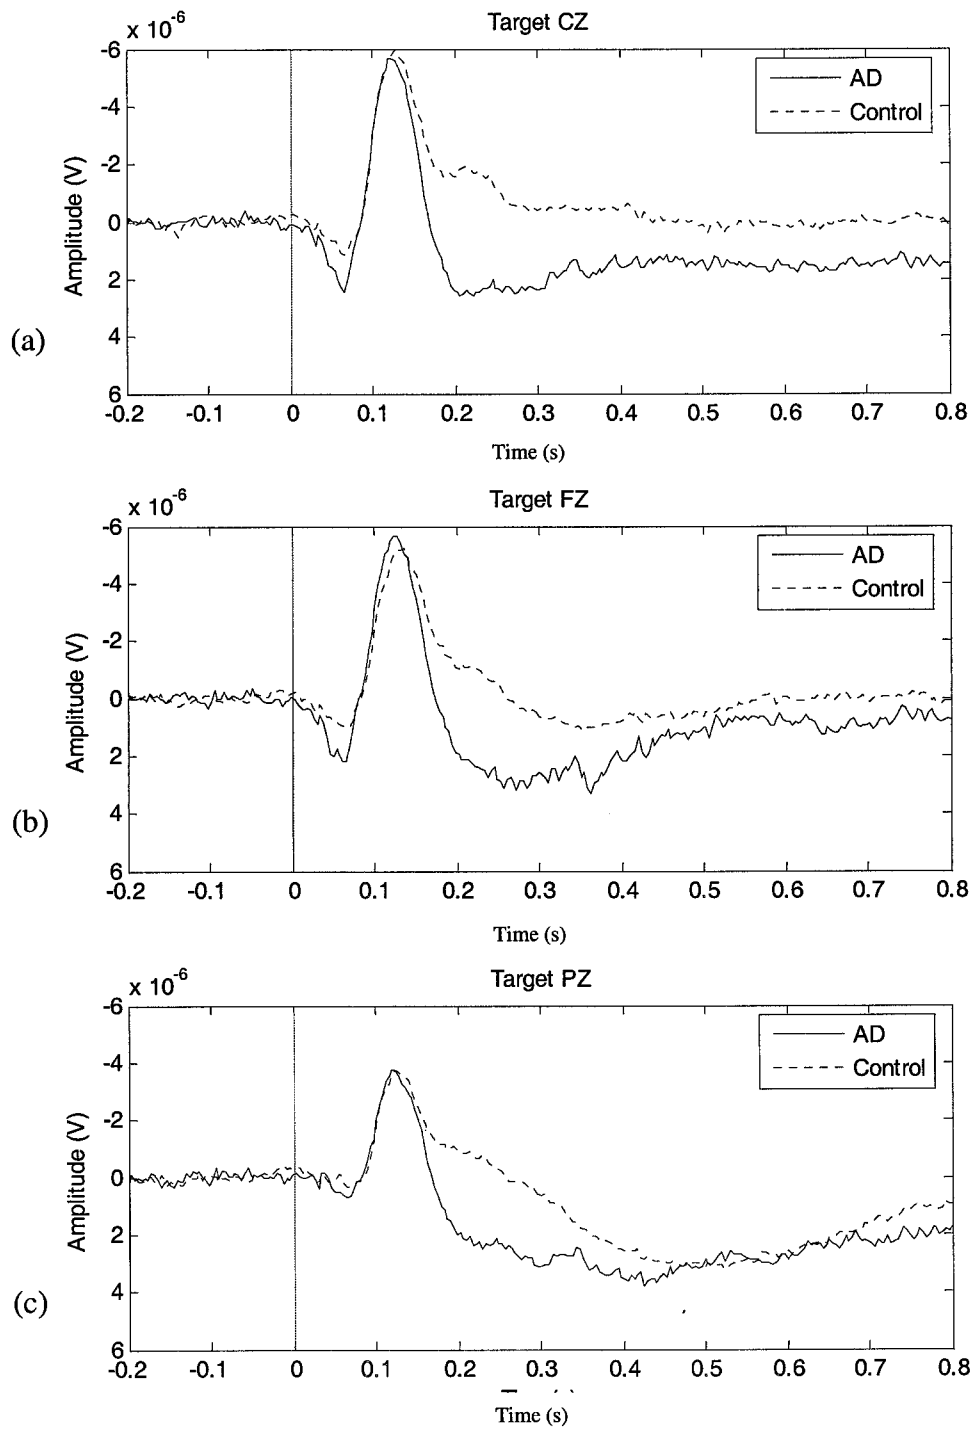 x 10-6
Target CZ
-6
-4
-2
0
2
4
6
Amplitude (V)
AD
Control
(a)
-0.2 -0.1 0 0.1 0.2 0.3 0.4 0.5 0.6 0.7 0.8
Time (s)
x 10-6
Target FZ
-6
-4
-2
0
2
4
6
Amplitude (V)
AD
Control
(b)
-0.2 -0.1 0 0.1 0.2 0.3 0.4 0.5 0.6 0.7 0.8
Time (s)
x 10-6
Target PZ
-6
-4
-2
0
2
4
6
Amplitude (V)
AD
Control
(c)
-0.2 -0.1 0 0.1 0.2 0.3 0.4 0.5 0.6 0.7 0.8
Time (s)